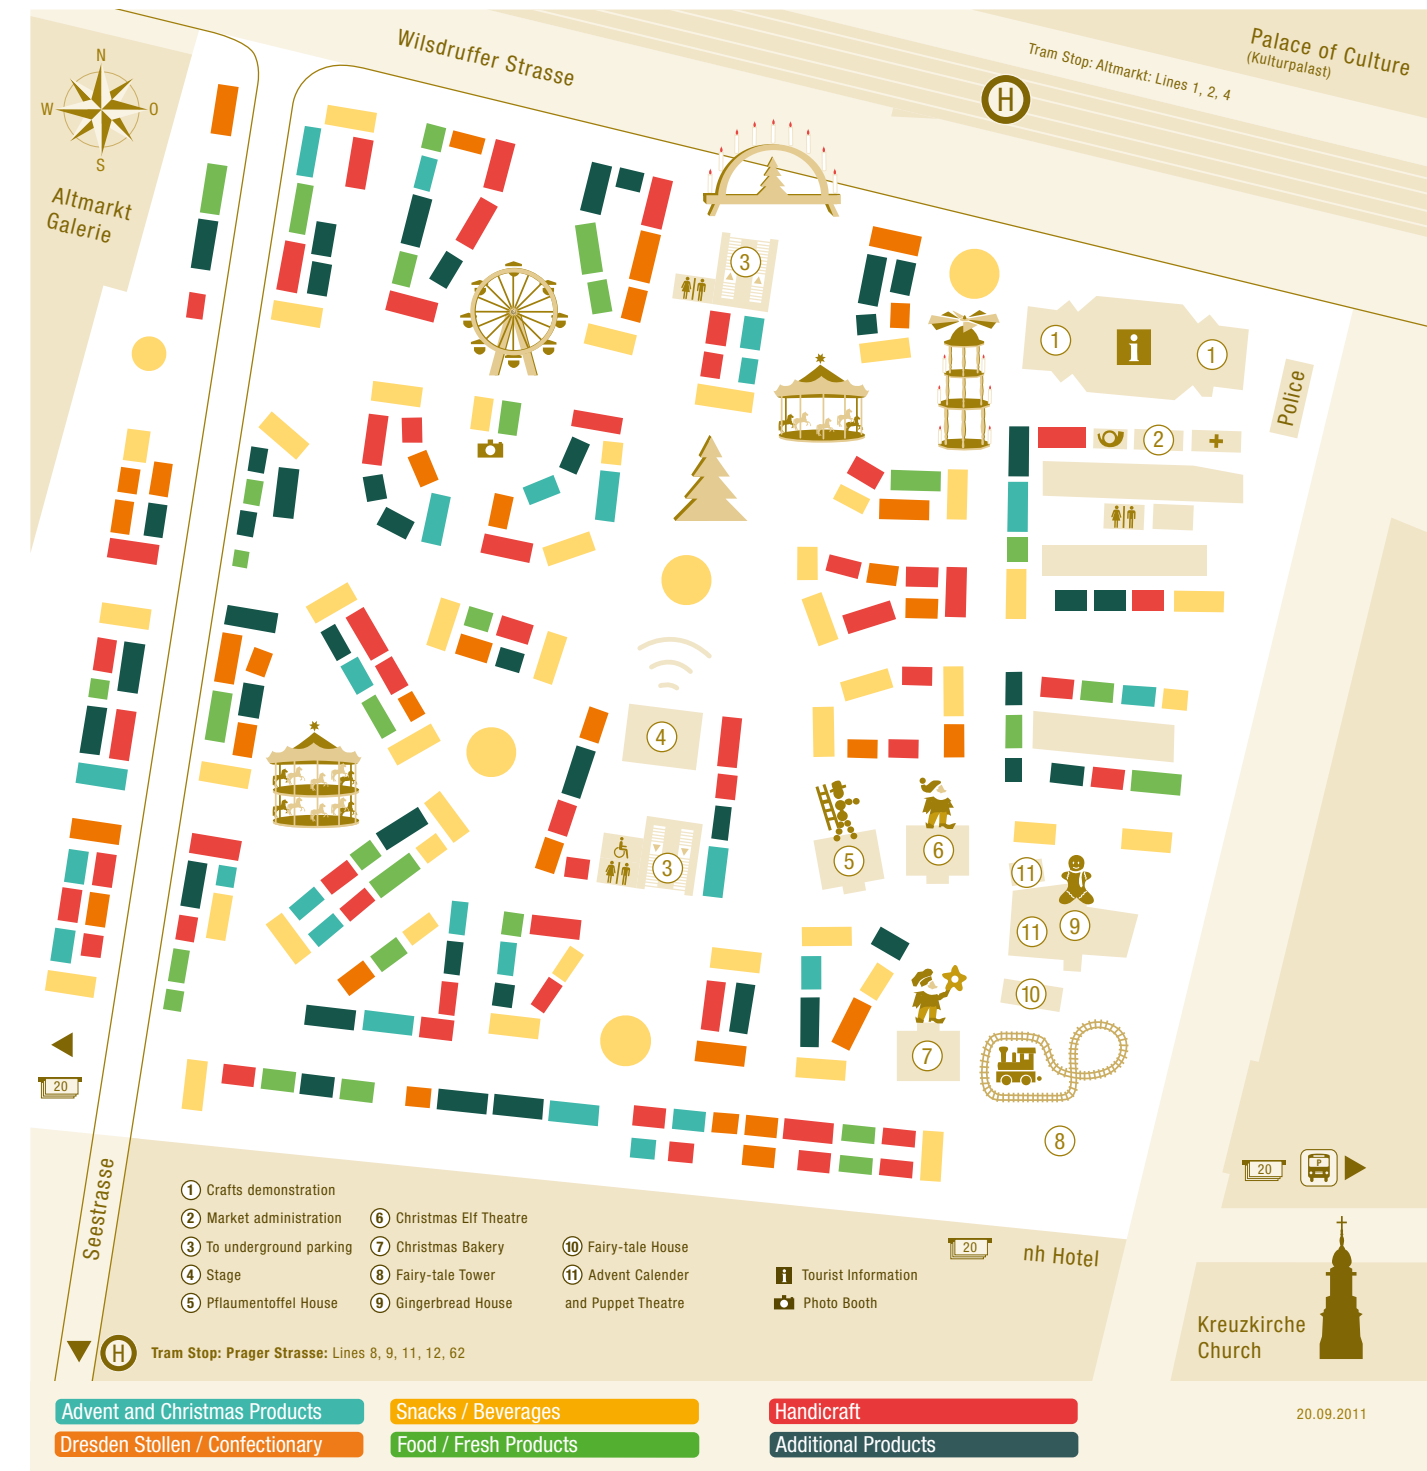 Wilsdruffer Strasse
Palace of Culture
(Kulturpalast)
Tram Stop: Altmarkt: Lines 1, 2, 4
H
N
W
O
S
Altmarkt
Galerie
3
1
i
1
Police
2
4
3
5
6
11
9
11
10
7
8
20
20
P
Seestrasse
1 Crafts demonstration
2 Market administration
3 To underground parking
4 Stage
5 Pflaumentoffel House
6 Christmas Elf Theatre
7 Christmas Bakery
8 Fairy-tale Tower
9 Gingerbread House
10 Fairy-tale House
11 Advent Calender
and Puppet Theatre
i Tourist Information
Photo Booth
20
nh Hotel
Kreuzkirche
Church
H Tram Stop: Prager Strasse: Lines 8, 9, 11, 12, 62
Advent and Christmas Products
Snacks / Beverages
Handicraft
20.09.2011
Dresden Stollen / Confectionary
Food / Fresh Products
Additional Products